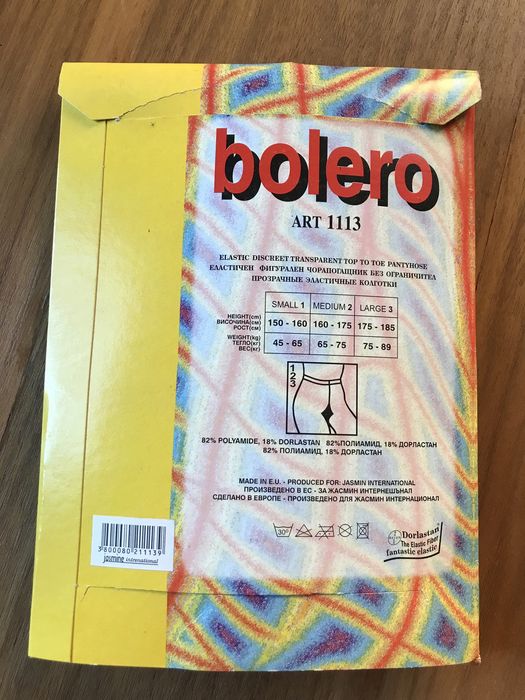 bolero
ART 1113
ELASTIC DISCREET TRANSPARENT TOP TO TOE PANTYHOSE
ЕЛАСТИЧЕН ФИГУРАЛЕН ЧОРАПОГАЩНИК БЕЗ ОГРАНИЧИТЕЛ
ПРОЗРАЧНЫЕ ЭЛАСТИЧНЫЕ КОЛГОТКИ
SMALL 1 MEDIUM 2 LARGE 3
HEIGHT(cm)
ВИСОЧИНА(см)
РОСТ(см)
150 - 160 160 - 175 175 - 185
WEIGHT(kg)
ТЕГЛО(кг)
ВЕС(кг)
45 - 65 65 - 75 75 - 89
1
2
3
82% POLYAMIDE, 18% DORLASTAN 82%ПОЛИАМИД, 18% ДОРЛАСТАН
82% ПОЛИАМИД, 18% ДОРЛАСТАН
MADE IN E.U. - PRODUCED FOR: JASMIN INTERNATIONAL
ПРОИЗВЕДЕНО В ЕС - ЗА ЖАСМИН ИНТЕРНЕШЪНАЛ
СДЕЛАНО В ЕВРОПЕ - ПРОИЗВЕДЕНО ДЛЯ ЖАСМИН ИНТЕРНАЦИОНАЛ
30°
Dorlastan
The Elastic Fibre
fantastic elastic
3800080211139
jasmine international